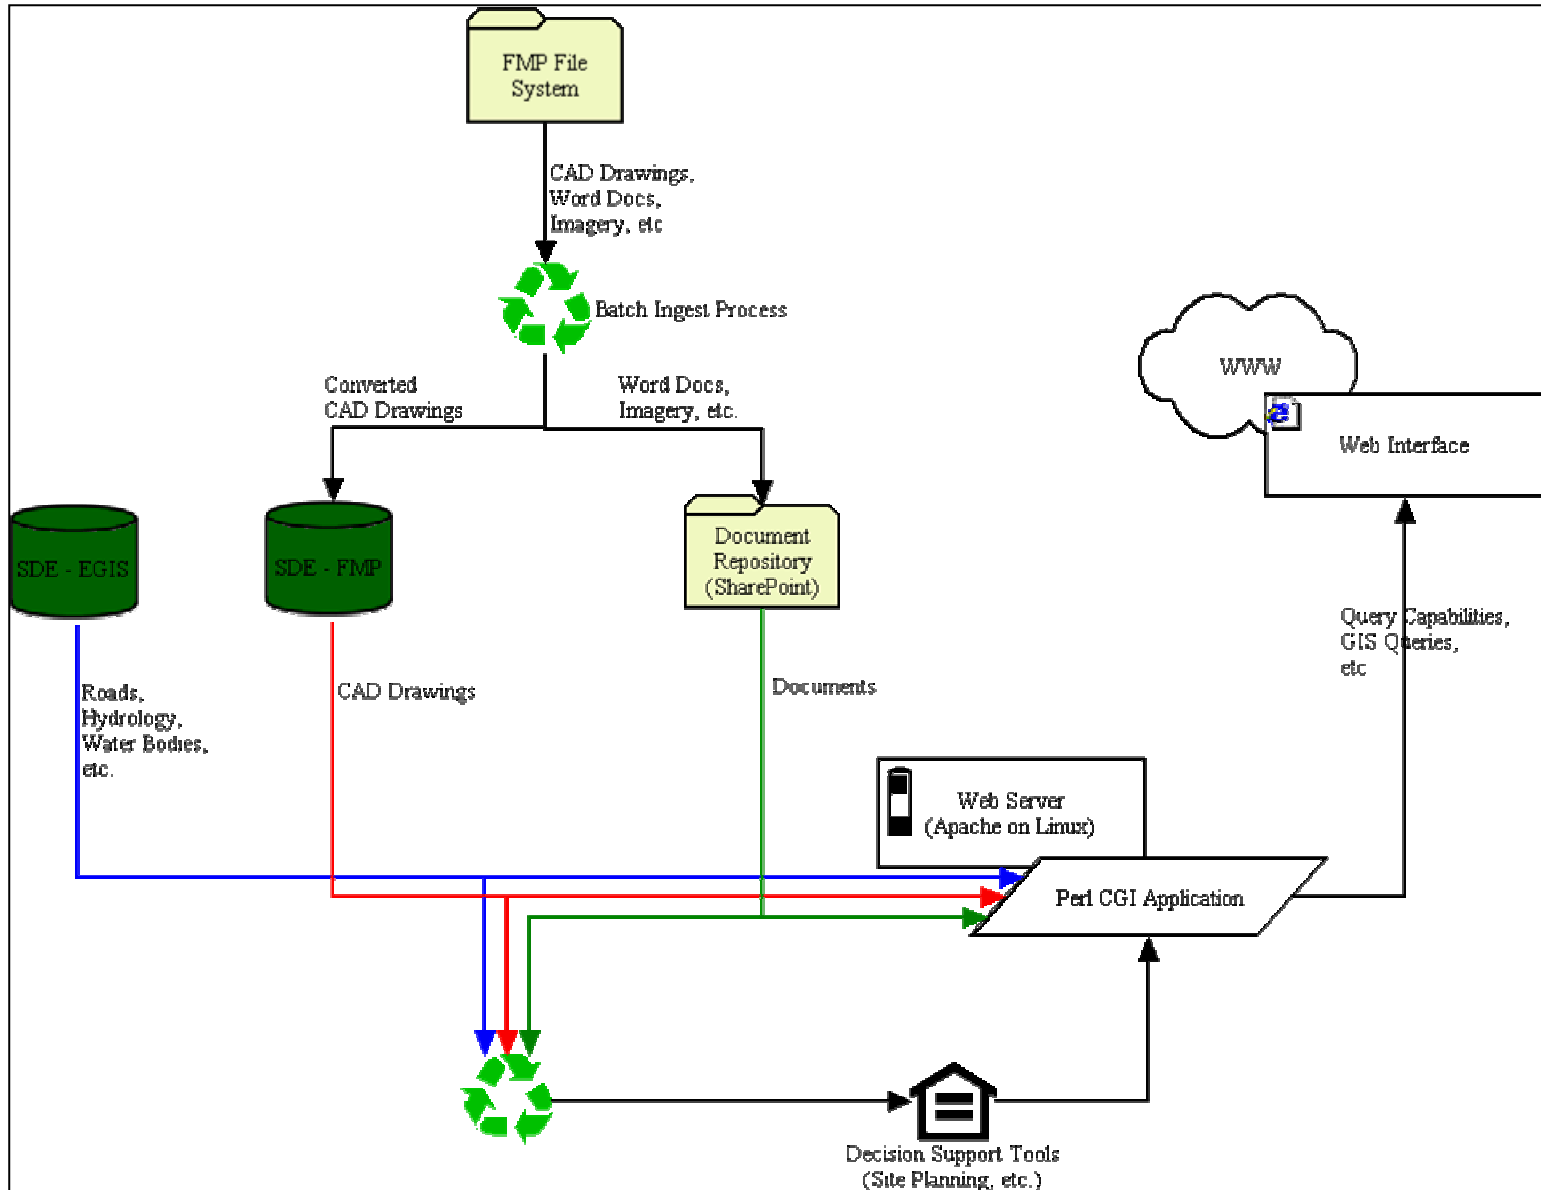 FMP File
System
CAD Drawings,
Word Docs,
Imagery, etc
Batch Ingest Process
Converted
CAD Drawings
Word Docs,
Imagery, etc.
WWW
Web Interface
SDE - EGIS
SDE - FMP
Document
Repository
(SharePoint)
Query Capabilities,
GIS Queries,
etc
Roads,
Hydrology,
Water Bodies,
etc.
CAD Drawings
Documents
Web Server
(Apache on Linux)
Perl CGI Application
Decision Support Tools
(Site Planning, etc.)